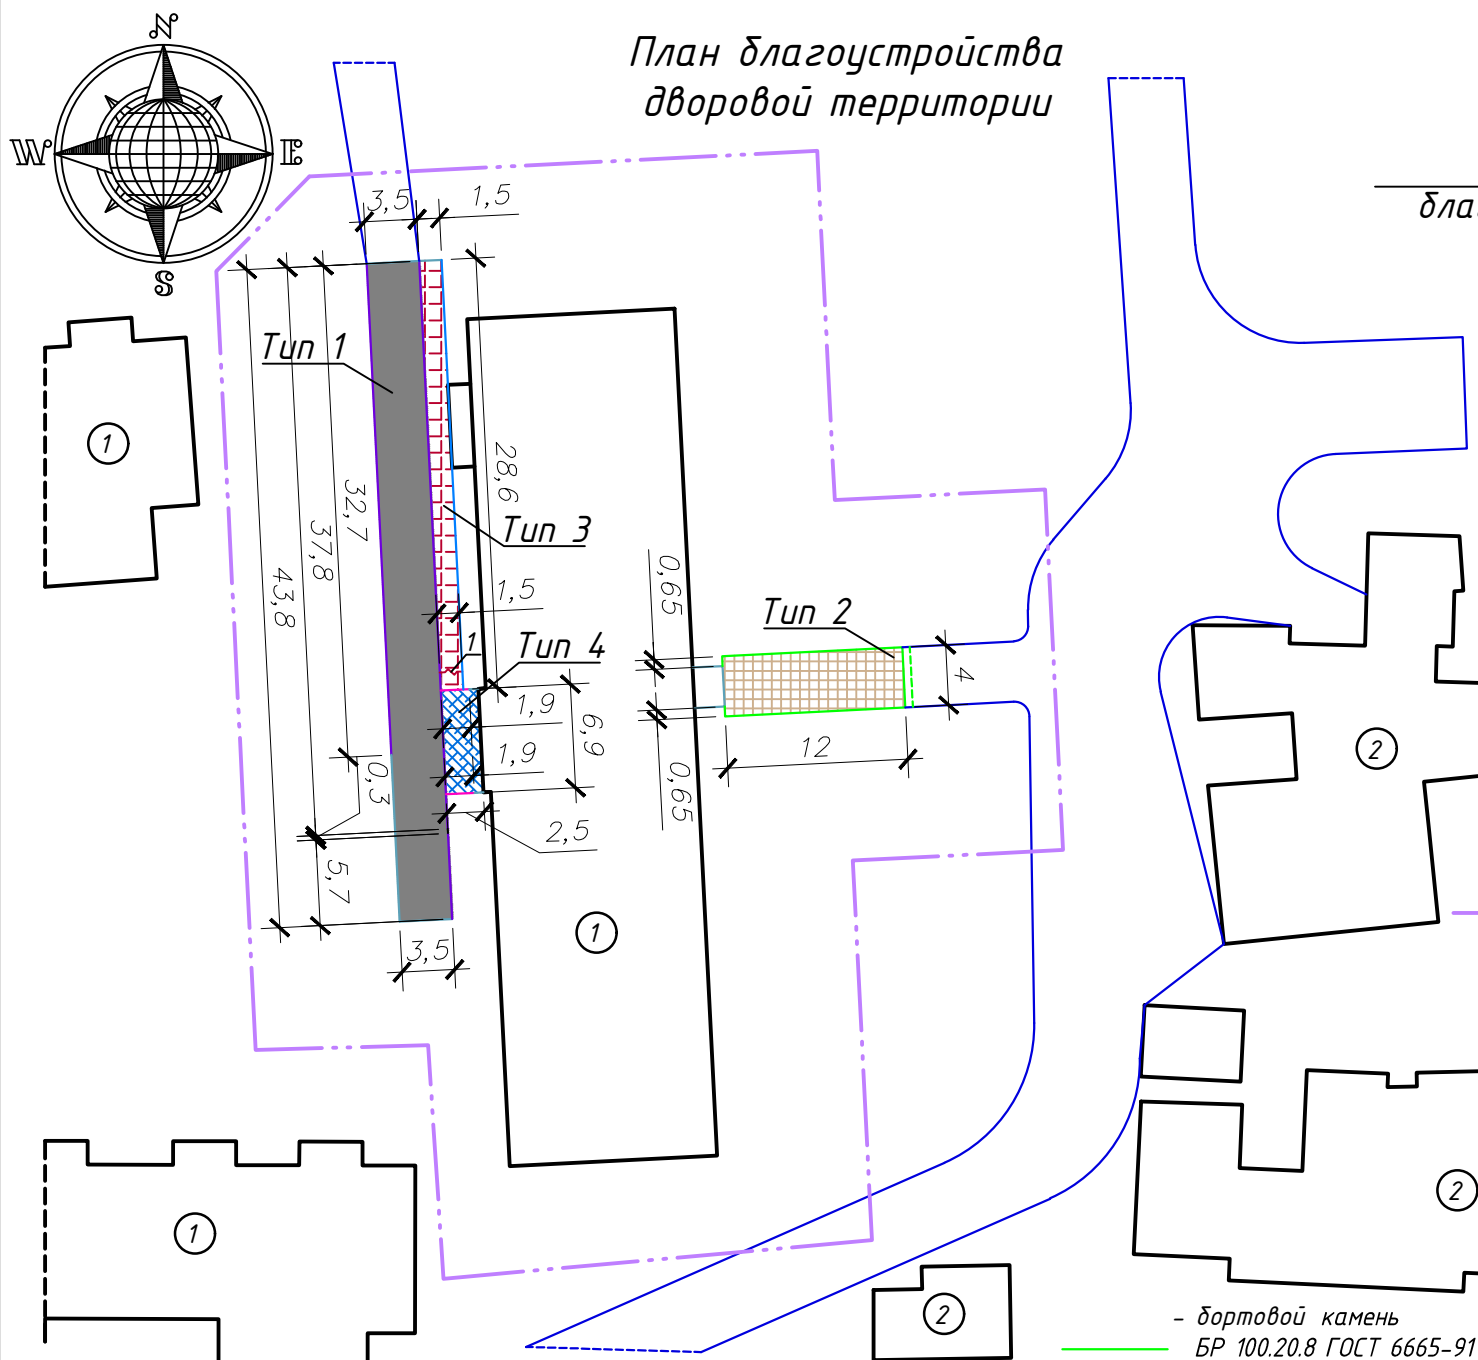 План благоустройства
дворовой территории
N
W
E
S
3,5
1,5
Тип 1
28,6
32,7
37,8
43,8
Тип 3
1,5
0,65
Тип 2
1
Тип 4
4
1,9
6,9
12
1,9
0,3
0,65
2,5
5,7
3,5
1
1
1
2
2
2
- бортовой камень
БР 100.20.8 ГОСТ 6665-91